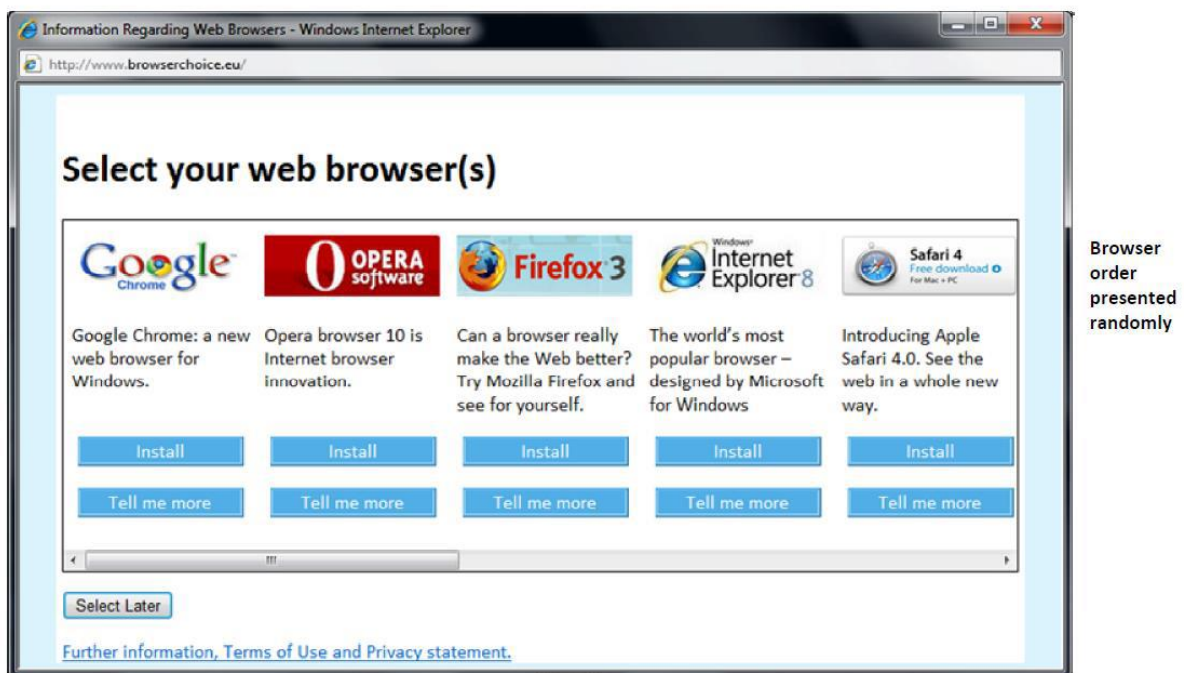 Information Regarding Web Browsers - Windows Internet Explorer
http://www.browserchoice.eu/
Select your web browser(s)
Google™
Chrome
OPERA
software
Firefox 3
Windows
Internet
Explorer 8
Safari 4
Free download
For Mac + PC
Google Chrome: a new
web browser for
Windows.
Opera browser 10 is
Internet browser
innovation.
Can a browser really
make the Web better?
Try Mozilla Firefox and
see for yourself.
The world's most
popular browser –
designed by Microsoft
for Windows
Introducing Apple
Safari 4.0. See the
web in a whole new
way.
Install
Install
Install
Install
Install
Tell me more
Tell me more
Tell me more
Tell me more
Tell me more
Select Later
Further information, Terms of Use and Privacy statement.
Browser
order
presented
randomly